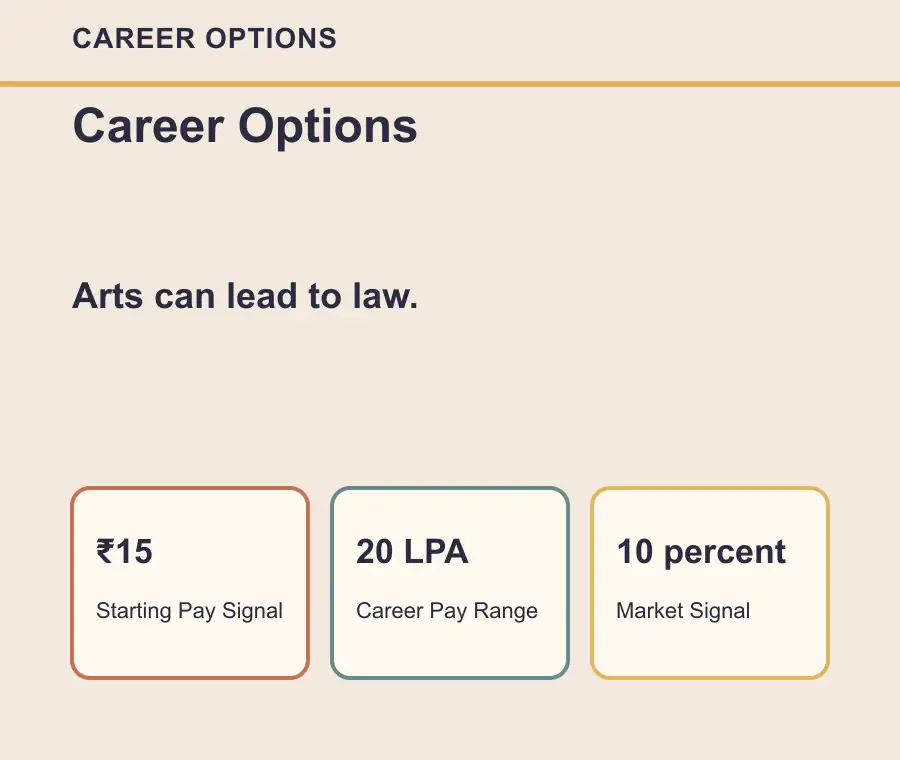 CAREER OPTIONS
Career Options
Arts can lead to law.
₹15
Starting Pay Signal
20 LPA
Career Pay Range
10 percent
Market Signal